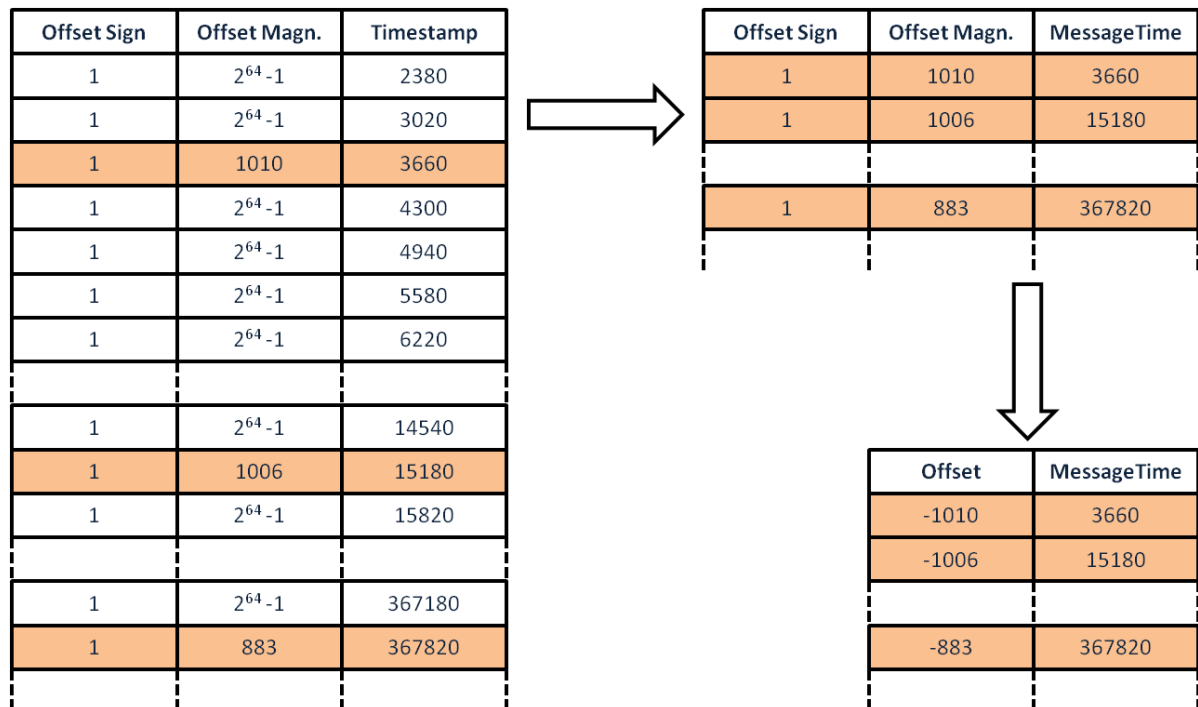 Offset Sign Offset Magn. Timestamp
1 2⁶⁴-1 2380
1 2⁶⁴-1 3020
1 1010 3660
1 2⁶⁴-1 4300
1 2⁶⁴-1 4940
1 2⁶⁴-1 5580
1 2⁶⁴-1 6220
1 2⁶⁴-1 14540
1 1006 15180
1 2⁶⁴-1 15820
1 2⁶⁴-1 367180
1 883 367820
Offset Sign Offset Magn. MessageTime
1 1010 3660
1 1006 15180
1 883 367820
Offset MessageTime
-1010 3660
-1006 15180
-883 367820